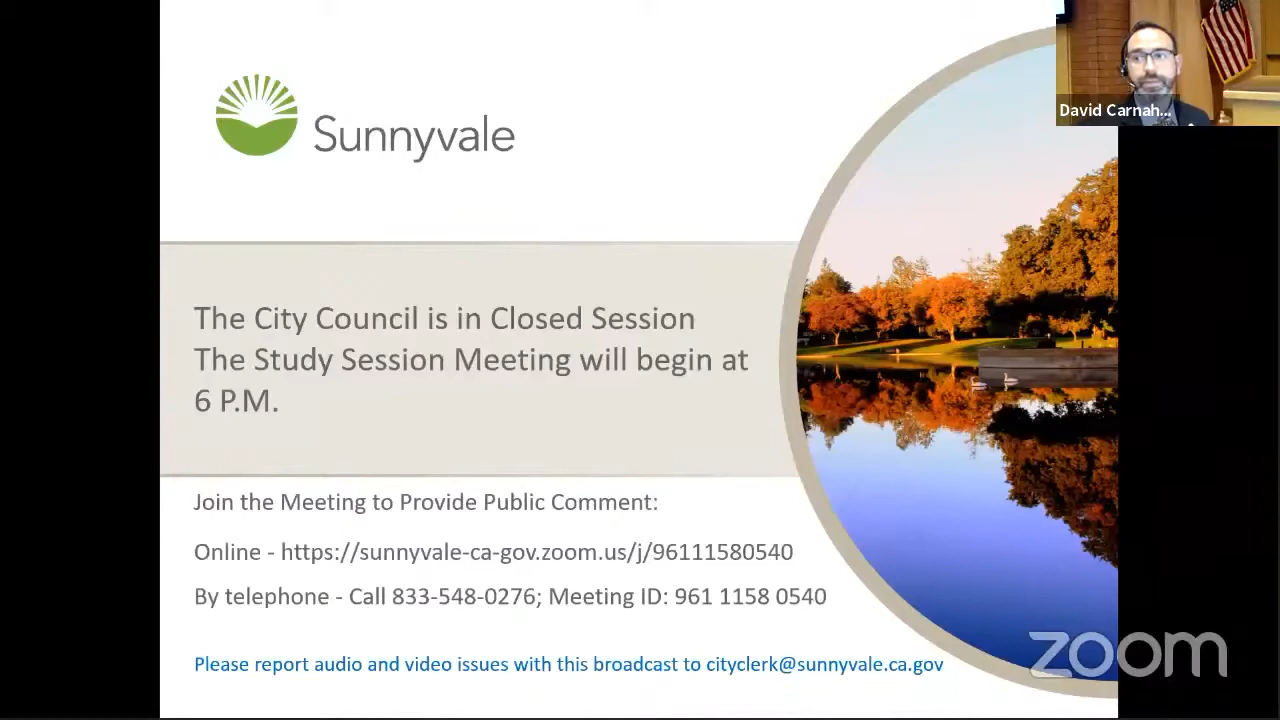 Sunnyvale
David Carnah...
The City Council is in Closed Session
The Study Session Meeting will begin at
6 P.M.
Join the Meeting to Provide Public Comment:
Online - https://sunnyvale-ca-gov.zoom.us/j/96111580540
By telephone - Call 833-548-0276; Meeting ID: 961 1158 0540
Please report audio and video issues with this broadcast to cityclerk@sunnyvale.ca.gov
zoom